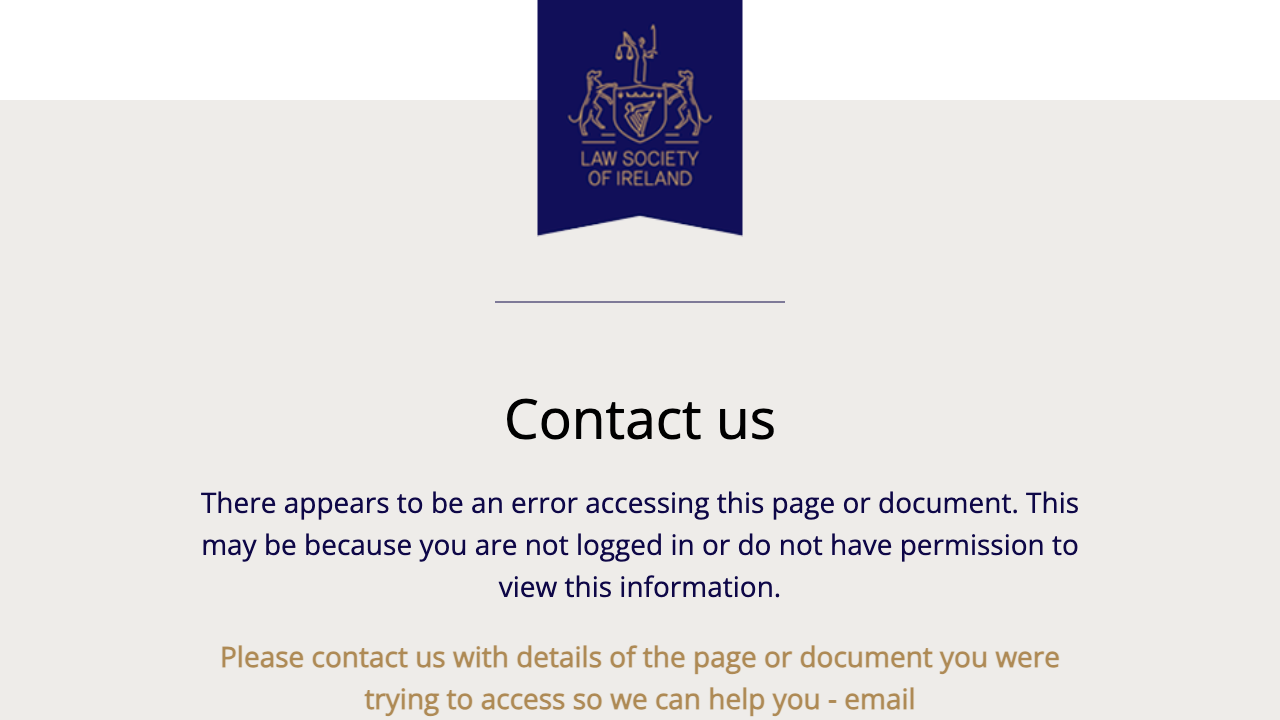 LAW SOCIETY
OF IRELAND
Contact us
There appears to be an error accessing this page or document. This
may be because you are not logged in or do not have permission to
view this information.
Please contact us with details of the page or document you were
trying to access so we can help you - email